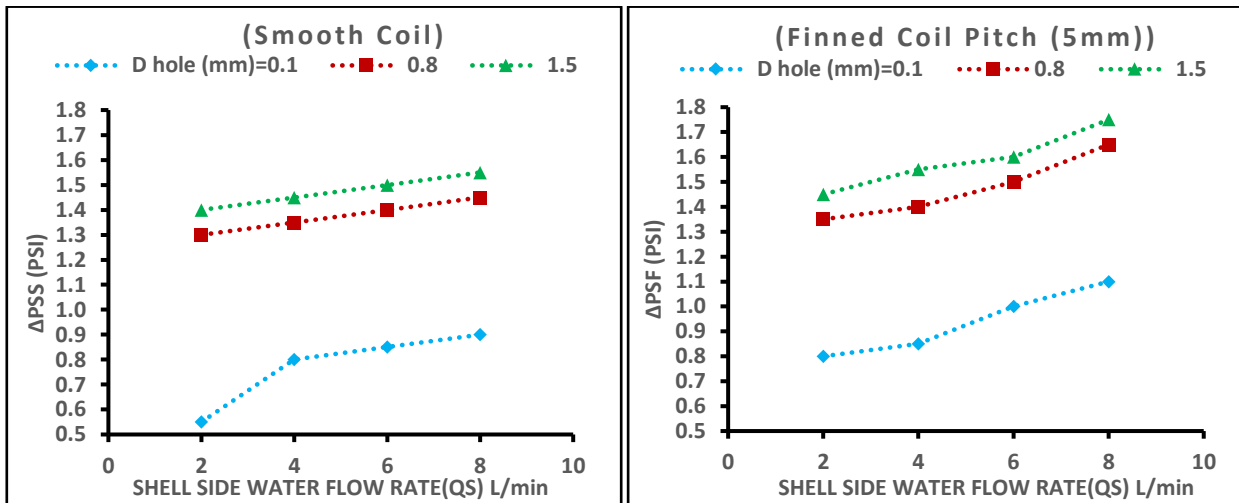 (Smooth Coil)
D hole (mm)=0.1 0.8 1.5
1.8
1.7
1.6
1.5
1.4
1.3
1.2
1.1
1.0
0.9
0.8
0.7
0.6
0.5
ΔPSS (PSI)
0 2 4 6 8 10
SHELL SIDE WATER FLOW RATE(QS) L/min
(Finned Coil Pitch (5mm))
D hole (mm)=0.1 0.8 1.5
1.8
1.7
1.6
1.5
1.4
1.3
1.2
1.1
1.0
0.9
0.8
0.7
0.6
0.5
ΔPSF (PSI)
0 2 4 6 8 10
SHELL SIDE WATER FLOW RATE(QS) L/min